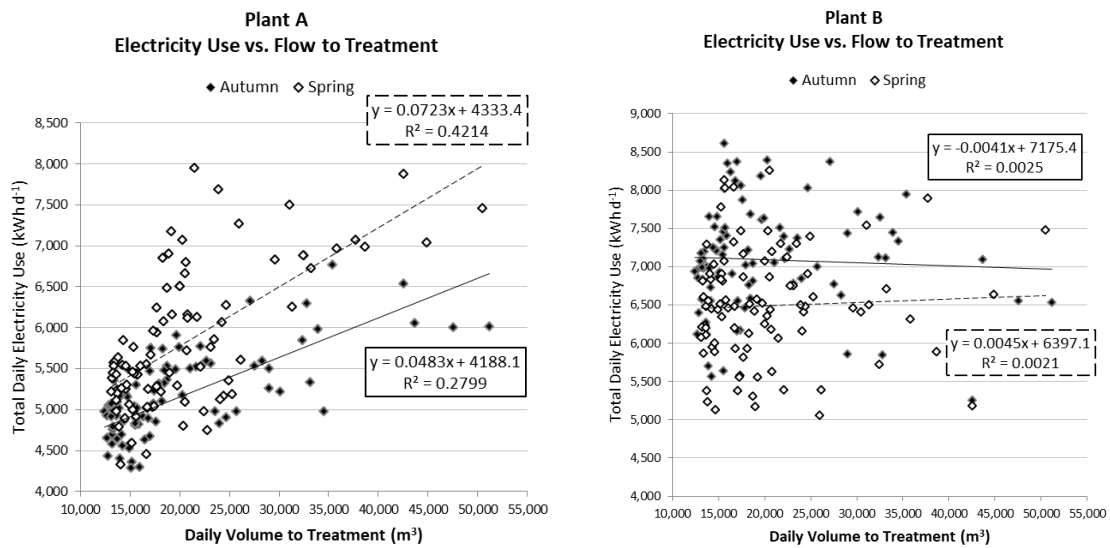 Plant A
Electricity Use vs. Flow to Treatment
Autumn Spring
y = 0.0723x + 4333.4
R² = 0.4214
y = 0.0483x + 4188.1
R² = 0.2799
Total Daily Electricity Use (kWh d⁻¹)
8,500
8,000
7,500
7,000
6,500
6,000
5,500
5,000
4,500
4,000
10,000 15,000 20,000 25,000 30,000 35,000 40,000 45,000 50,000 55,000
Daily Volume to Treatment (m³)
Plant B
Electricity Use vs. Flow to Treatment
Autumn Spring
y = -0.0041x + 7175.4
R² = 0.0025
y = 0.0045x + 6397.1
R² = 0.0021
Total Daily Electricity Use (kWh d⁻¹)
9,000
8,500
8,000
7,500
7,000
6,500
6,000
5,500
5,000
4,500
4,000
10,000 15,000 20,000 25,000 30,000 35,000 40,000 45,000 50,000 55,000
Daily Volume to Treatment (m³)